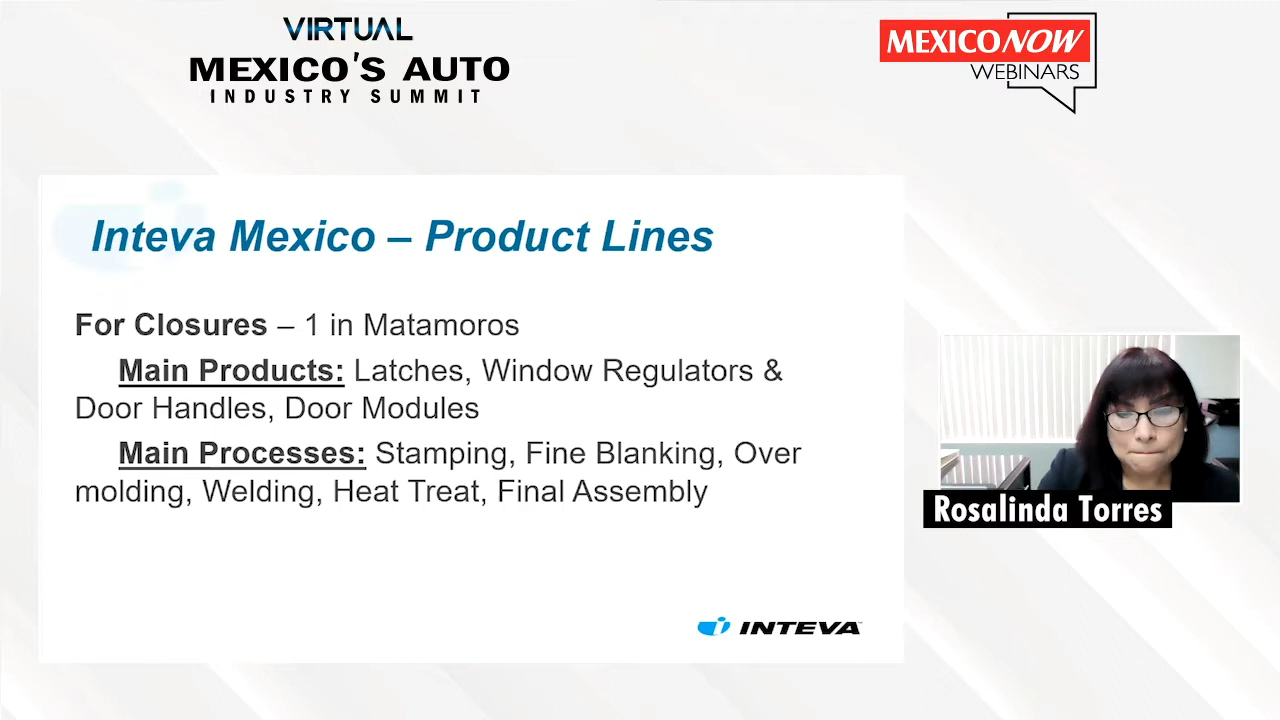 VIRTUAL
MEXICO'S AUTO
INDUSTRY SUMMIT
MEXICONOW
WEBINARS
Inteva Mexico – Product Lines
For Closures – 1 in Matamoros
Main Products: Latches, Window Regulators &
Door Handles, Door Modules
Main Processes: Stamping, Fine Blanking, Over
molding, Welding, Heat Treat, Final Assembly
INTEVA
Rosalinda Torres